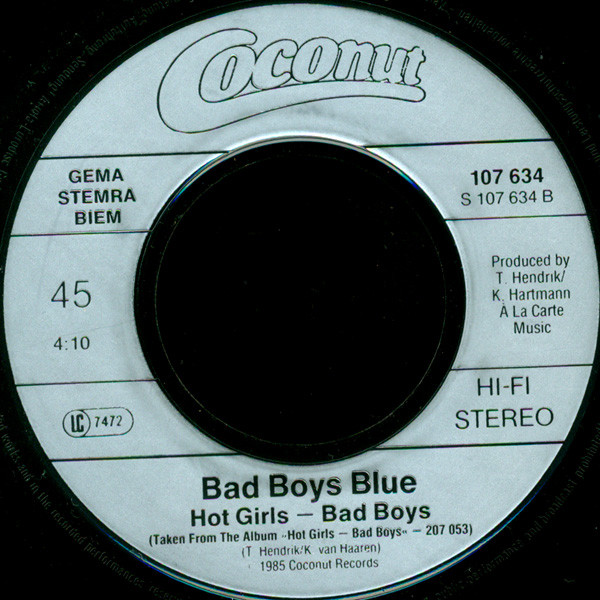 Coconut
GEMA
STEMRA
BIEM
107 634
S 107 634 B
45
4:10
Produced by
T. Hendrik/
K. Hartmann
À La Carte
Music
LC 7472
HI-FI
STEREO
Bad Boys Blue
Hot Girls – Bad Boys
(Taken From The Album »Hot Girls – Bad Boys« – 207 053)
(T Hendrik/K van Haaren)
1985 Coconut Records